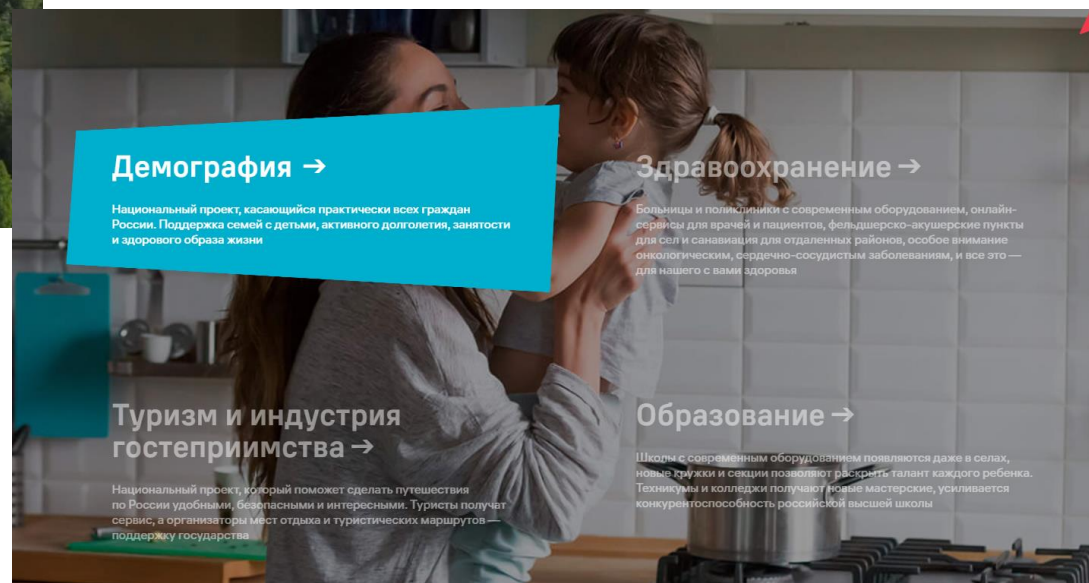 Демография →
Национальный проект, касающийся практически всех граждан
России. Поддержка семей с детьми, активного долголетия, занятости
и здорового образа жизни
Здравоохранение →
Больницы и поликлиники с современным оборудованием, онлайн-
сервисы для врачей и пациентов, фельдшерско-акушерские пункты
для сел и санавиация для отдаленных районов, особое внимание
онкологическим, сердечно-сосудистым заболеваниям, и все это —
для нашего с вами здоровья
Туризм и индустрия
гостеприимства →
Национальный проект, который поможет сделать путешествия
по России удобными, безопасными и интересными. Туристы получат
сервис, а организаторы мест отдыха и туристических маршрутов —
поддержку государства
Образование →
Школы с современным оборудованием появляются даже в селах,
новые кружки и секции позволяют раскрыть талант каждого ребенка.
Техникумы и колледжи получают новые мастерские, усиливается
конкурентоспособность российской высшей школы